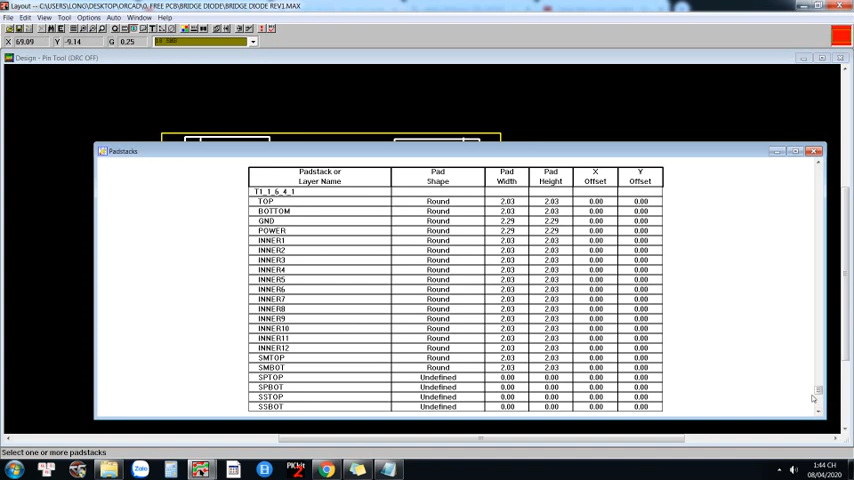 Layout - C:\USERS\LONG\DESKTOP\ORCAD\0_FREE PCB\BRIDGE DIODE\BRIDGE DIODE REV1.MAX
File Edit View Tool Options Auto Window Help
X 69.09 Y -9.14 G 0.25
Design - Pin Tool (DRC OFF)
Padstacks
Padstack or Layer Name Pad Shape Pad Width Pad Height X Offset Y Offset
T1_1_6_4_1
TOP Round 2.03 2.03 0.00 0.00
BOTTOM Round 2.03 2.03 0.00 0.00
GND Round 2.29 2.29 0.00 0.00
POWER Round 2.29 2.29 0.00 0.00
INNER1 Round 2.03 2.03 0.00 0.00
INNER2 Round 2.03 2.03 0.00 0.00
INNER3 Round 2.03 2.03 0.00 0.00
INNER4 Round 2.03 2.03 0.00 0.00
INNER5 Round 2.03 2.03 0.00 0.00
INNER6 Round 2.03 2.03 0.00 0.00
INNER7 Round 2.03 2.03 0.00 0.00
INNER8 Round 2.03 2.03 0.00 0.00
INNER9 Round 2.03 2.03 0.00 0.00
INNER10 Round 2.03 2.03 0.00 0.00
INNER11 Round 2.03 2.03 0.00 0.00
INNER12 Round 2.03 2.03 0.00 0.00
SMTOP Round 2.03 2.03 0.00 0.00
SMBOT Round 2.03 2.03 0.00 0.00
SPTOP Undefined 0.00 0.00 0.00 0.00
SPBOT Undefined 0.00 0.00 0.00 0.00
SSTOP Undefined 0.00 0.00 0.00 0.00
SSBOT Undefined 0.00 0.00 0.00 0.00
Select one or more padstacks
Zalo
PICkit 2
1:44 CH
08/04/2020